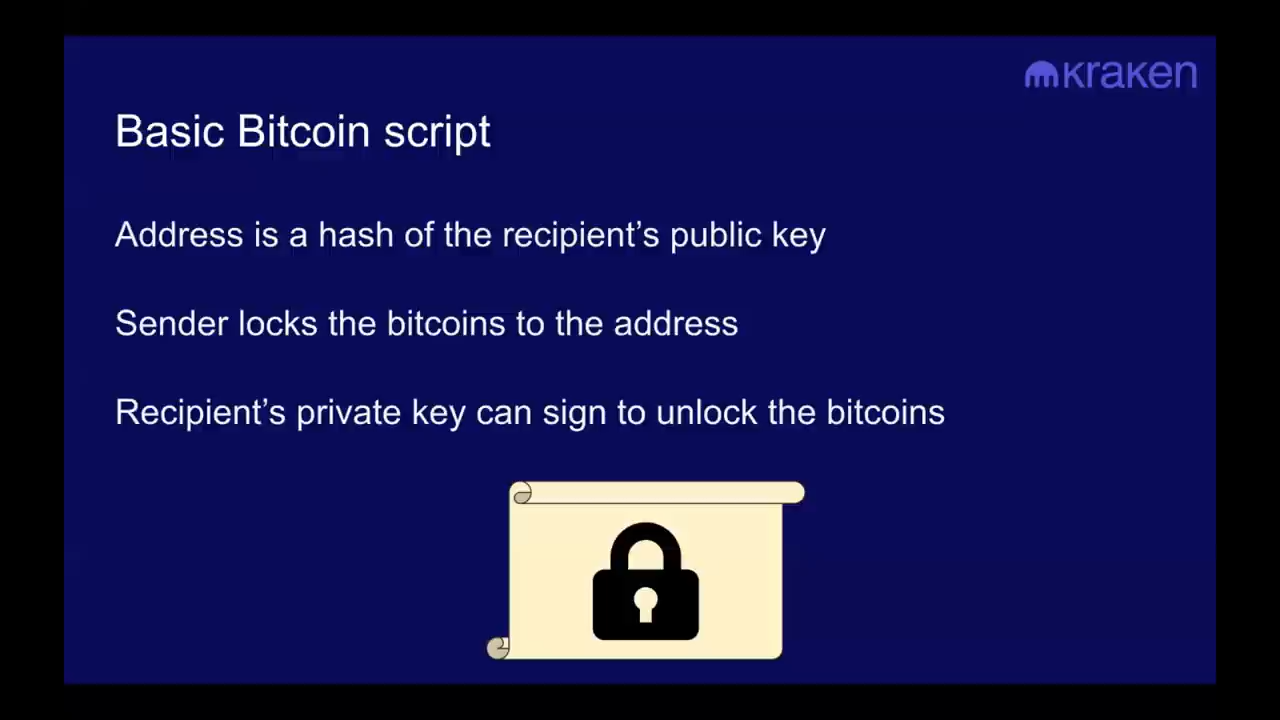 kraken
Basic Bitcoin script
Address is a hash of the recipient’s public key
Sender locks the bitcoins to the address
Recipient’s private key can sign to unlock the bitcoins